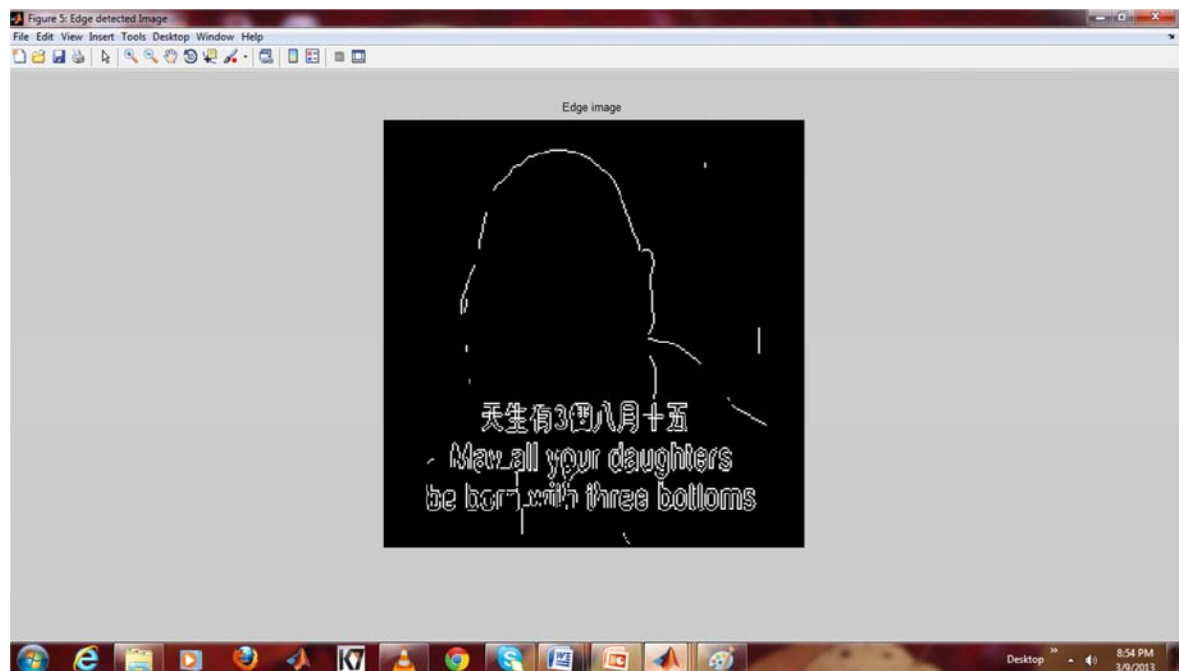 Figure 5: Edge detected Image
File Edit View Insert Tools Desktop Window Help
Edge image
天生有3個八月十五
May all your daughters
be born with three bottoms
K7
Desktop
8:54 PM
3/9/2013